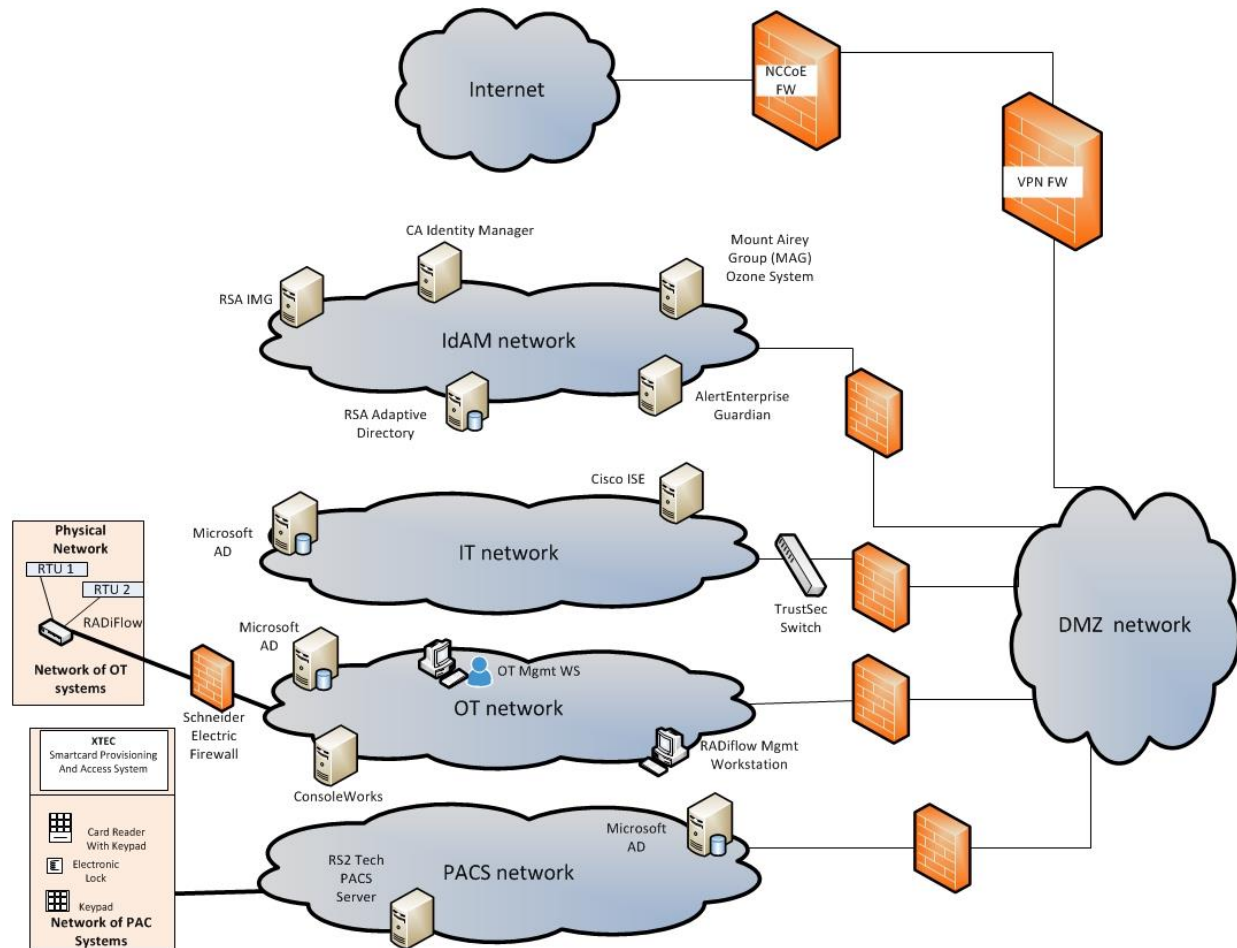 Internet
NCCoE
FW
VPN FW
CA Identity Manager
Mount Airey
Group (MAG)
Ozone System
RSA IMG
IdAM network
RSA Adaptive
Directory
AlertEnterprise
Guardian
Cisco ISE
Microsoft
AD
IT network
TrustSec
Switch
DMZ network
Physical
Network
RTU 1
RTU 2
RADiFlow
Network of OT
systems
Schneider
Electric
Firewall
Microsoft
AD
OT Mgmt WS
OT network
RADiflow Mgmt
Workstation
ConsoleWorks
XTEC
Smartcard Provisioning
And Access System
Card Reader
With Keypad
Electronic
Lock
Keypad
Network of PAC
Systems
RS2 Tech
PACS
Server
PACS network
Microsoft
AD